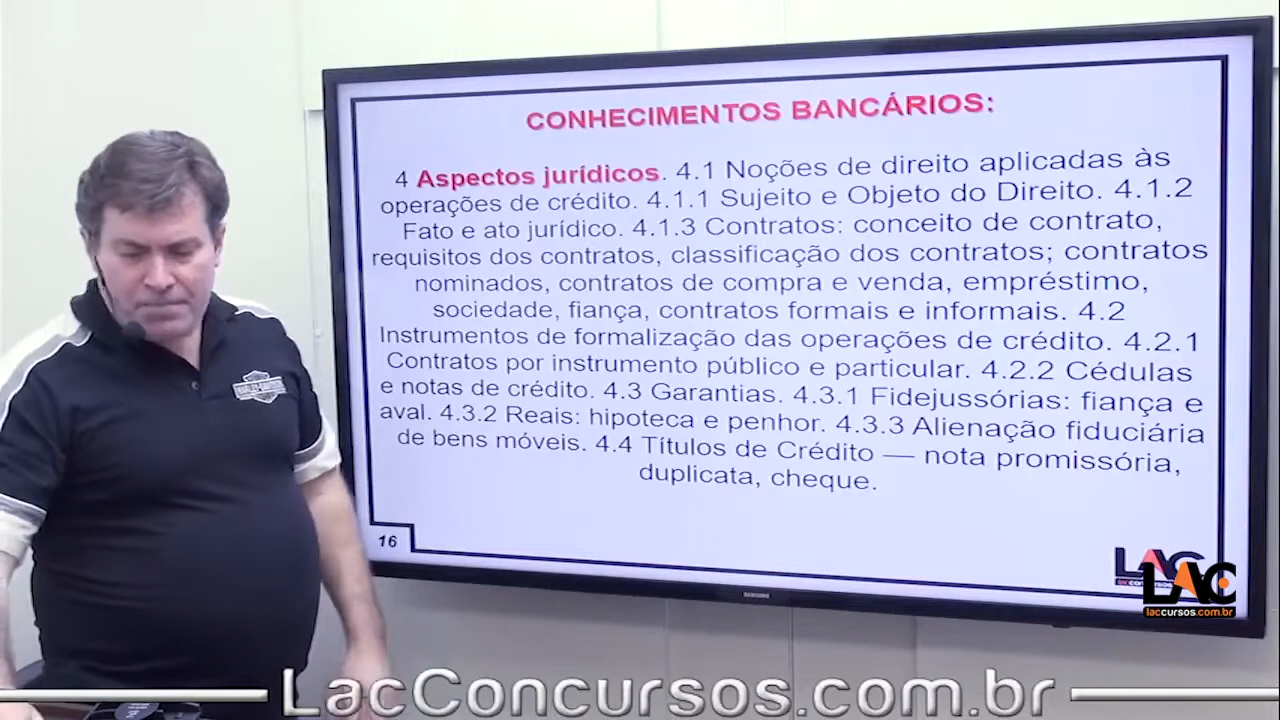 CONHECIMENTOS BANCÁRIOS:
4 Aspectos jurídicos. 4.1 Noções de direito aplicadas às
operações de crédito. 4.1.1 Sujeito e Objeto do Direito. 4.1.2
Fato e ato jurídico. 4.1.3 Contratos: conceito de contrato,
requisitos dos contratos, classificação dos contratos; contratos
nominados, contratos de compra e venda, empréstimo,
sociedade, fiança, contratos formais e informais. 4.2
Instrumentos de formalização das operações de crédito. 4.2.1
Contratos por instrumento público e particular. 4.2.2 Cédulas
e notas de crédito. 4.3 Garantias. 4.3.1 Fidejussórias: fiança e
aval. 4.3.2 Reais: hipoteca e penhor. 4.3.3 Alienação fiduciária
de bens móveis. 4.4 Títulos de Crédito — nota promissória,
duplicata, cheque.
16
HARLEY-DAVIDSON
LAC
LAC
laccursos.com.br
SAMSUNG
LacConcursos.com.br